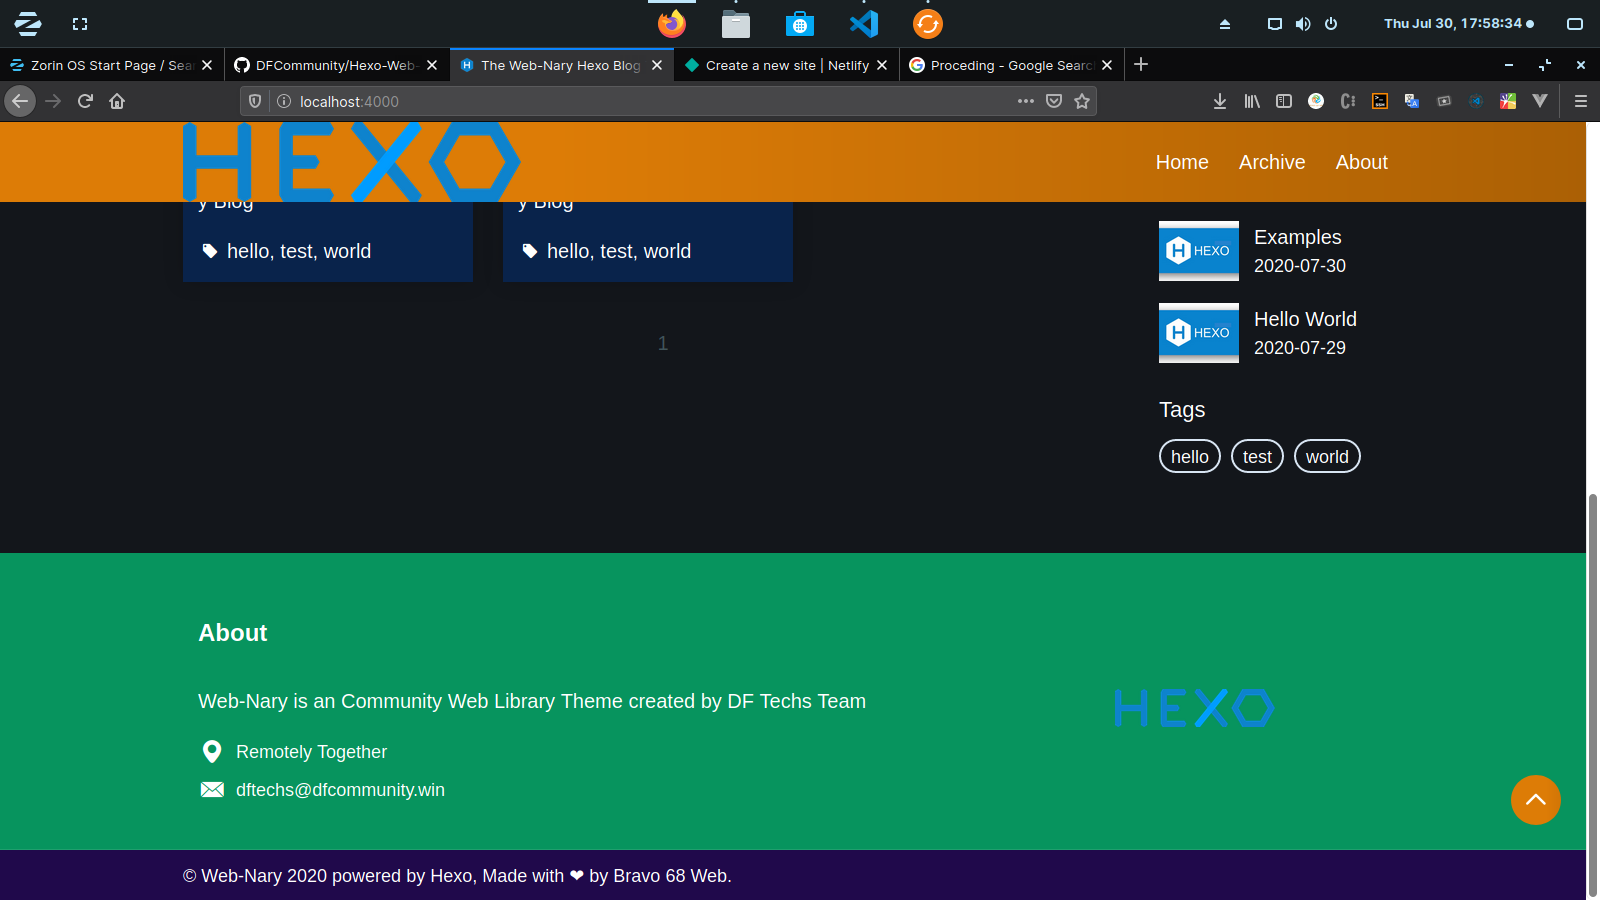 Thu Jul 30, 17:58:34
Zorin OS Start Page / Sea
DFCommunity/Hexo-Web-
The Web-Nary Hexo Blog
Create a new site | Netlify
Proceding - Google Searc
localhost:4000
HEXO
Home
Archive
About
y Blog
y Blog
hello, test, world
hello, test, world
1
HEXO
Examples
2020-07-30
HEXO
Hello World
2020-07-29
Tags
hello
test
world
About
Web-Nary is an Community Web Library Theme created by DF Techs Team
Remotely Together
dftechs@dfcommunity.win
HEXO
© Web-Nary 2020 powered by Hexo, Made with ❤ by Bravo 68 Web.